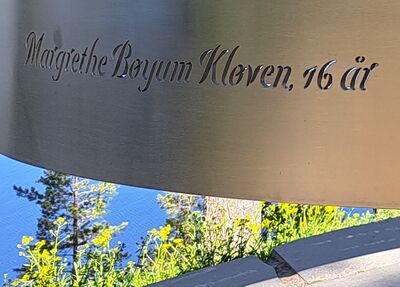 Margrethe Bøyum Kløven, 16 år